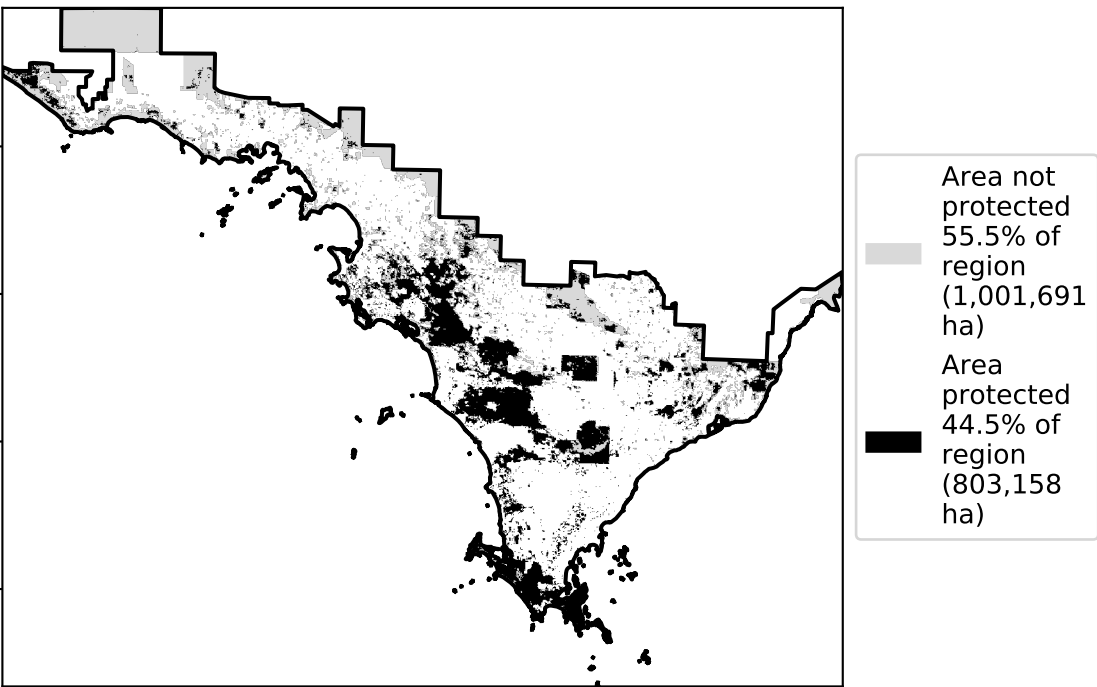 Area not
protected
55.5% of
region
(1,001,691
ha)
Area
protected
44.5% of
region
(803,158
ha)